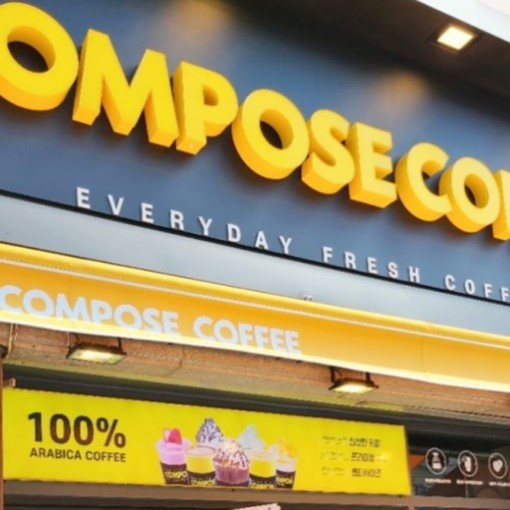 OMPOSE CO
EVERYDAY FRESH COFF
COMPOSE COFFEE
100%
ARABICA COFFEE